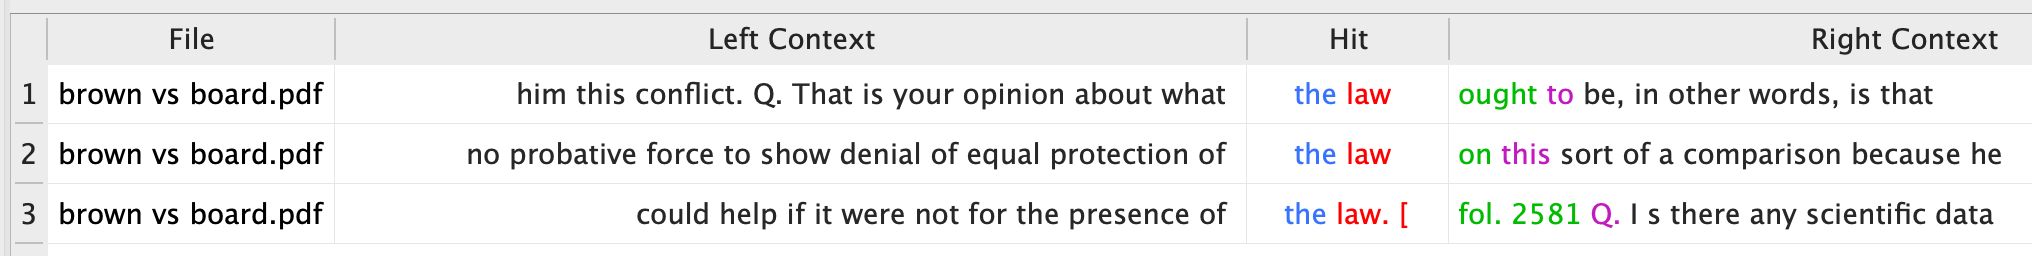 File Left Context Hit Right Context
1 brown vs board.pdf him this conflict. Q. That is your opinion about what the law ought to be, in other words, is that
2 brown vs board.pdf no probative force to show denial of equal protection of the law on this sort of a comparison because he
3 brown vs board.pdf could help if it were not for the presence of the law. [ fol. 2581 Q. I s there any scientific data